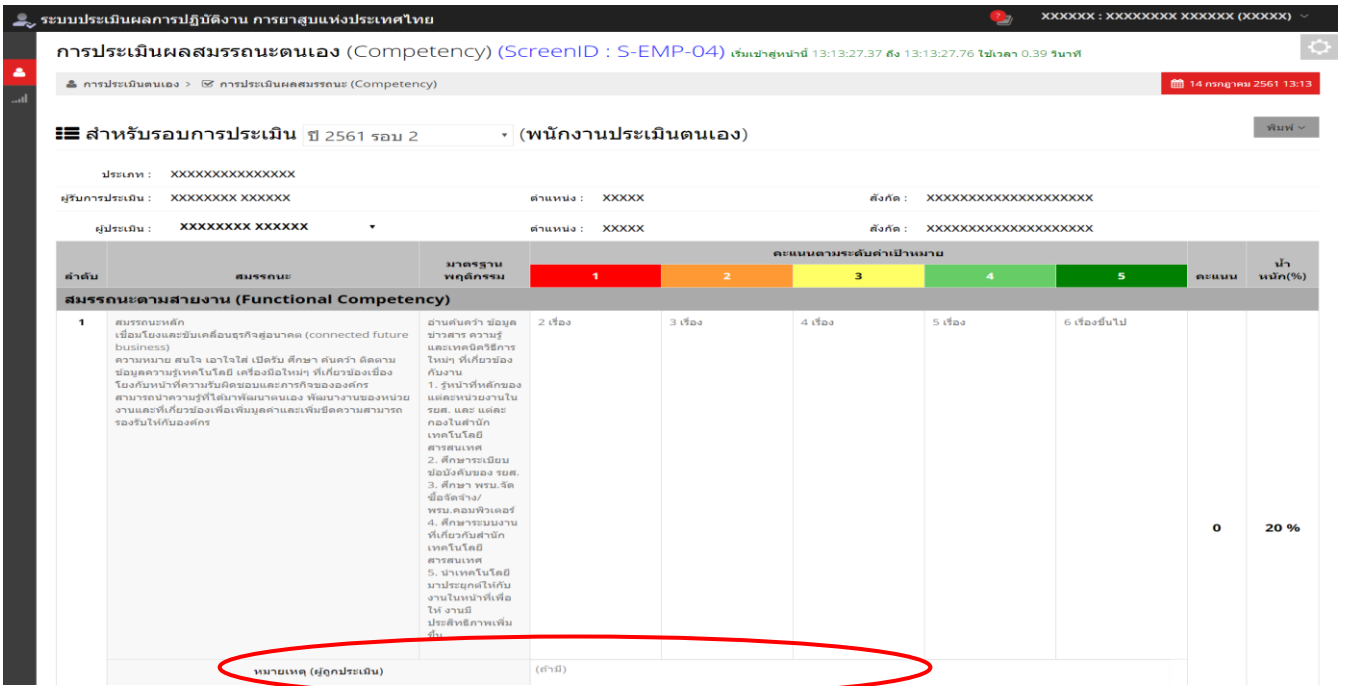 ระบบประเมินผลการปฏิบัติงาน การยาสูบแห่งประเทศไทย
XXXXXX : XXXXXXXX XXXXXX (XXXXX)
การประเมินผลสมรรถนะตนเอง (Competency) (ScreenID : S-EMP-04) เริ่มเข้าสู่หน้านี้ 13:13:27.37 ถึง 13:13:27.76 ใช้เวลา 0.39 วินาที
การประเมินตนเอง > การประเมินผลสมรรถนะ (Competency)
14 กรกฎาคม 2561 13:13
สำหรับรอบการประเมิน ปี 2561 รอบ 2 (พนักงานประเมินตนเอง)
พิมพ์
ประเภท : XXXXXXXXXXXXXXX
ผู้รับการประเมิน : XXXXXXXX XXXXXX ตำแหน่ง : XXXXX สังกัด : XXXXXXXXXXXXXXXXXXXX
ผู้ประเมิน : XXXXXXXX XXXXXX ตำแหน่ง : XXXXX สังกัด : XXXXXXXXXXXXXXXXXXXX
ลำดับ
สมรรถนะ
มาตรฐาน
พฤติกรรม
คะแนนตามระดับค่าเป้าหมาย
1 2 3 4 5
คะแนน
น้ำ
หนัก(%)
สมรรถนะตามสายงาน (Functional Competency)
1
สมรรถนะหลัก
เชื่อมโยงและขับเคลื่อนธุรกิจสู่อนาคต (connected future
business)
ความหมาย สนใจ เอาใจใส่ เปิดรับ ศึกษา ค้นคว้า ติดตาม
ข้อมูลความรู้เทคโนโลยี เครื่องมือใหม่ๆ ที่เกี่ยวข้องเชื่อง
โยงกับหน้าที่ความรับผิดชอบและภารกิจขององค์กร
สามารถนำความรู้ที่ได้มาพัฒนาตนเอง พัฒนางานของหน่วย
งานและที่เกี่ยวข้องเพื่อเพิ่มมูลค่าและเพิ่มขีดความสามารถ
รองรับให้กับองค์กร
อ่านค้นคว้า ข้อมูล
ข่าวสาร ความรู้
และเทคนิควิธีการ
ใหม่ๆ ที่เกี่ยวข้อง
กับงาน
1. รู้หน้าที่หลักของ
แต่ละหน่วยงานใน
รยส. และ แต่ละ
กองในสำนัก
เทคโนโลยี
สารสนเทศ
2. ศึกษาระเบียบ
ข้อบังคับของ รยส.
3. ศึกษา พรบ.จัด
ซื้อจัดจ้าง/
พรบ.คอมพิวเตอร์
4. ศึกษาระบบงาน
ที่เกี่ยวกับสำนัก
เทคโนโลยี
สารสนเทศ
5. นำเทคโนโลยี
มาประยุกต์ให้กับ
งานในหน้าที่เพื่อ
ให้ งานมี
ประสิทธิภาพเพิ่ม
ขึ้น
2 เรื่อง
3 เรื่อง
4 เรื่อง
5 เรื่อง
6 เรื่องขึ้นไป
0
20 %
หมายเหตุ (ผู้ถูกประเมิน)
(ถ้ามี)